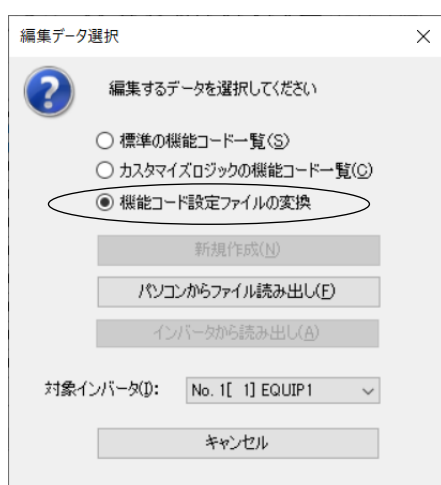 編集データ選択
編集するデータを選択してください
標準の機能コード一覧(S)
カスタマイズロジックの機能コード一覧(C)
機能コード設定ファイルの変換
新規作成(N)
パソコンからファイル読み出し(F)
インバータから読み出し(A)
対象インバータ(I): No. 1[ 1] EQUIP1
キャンセル